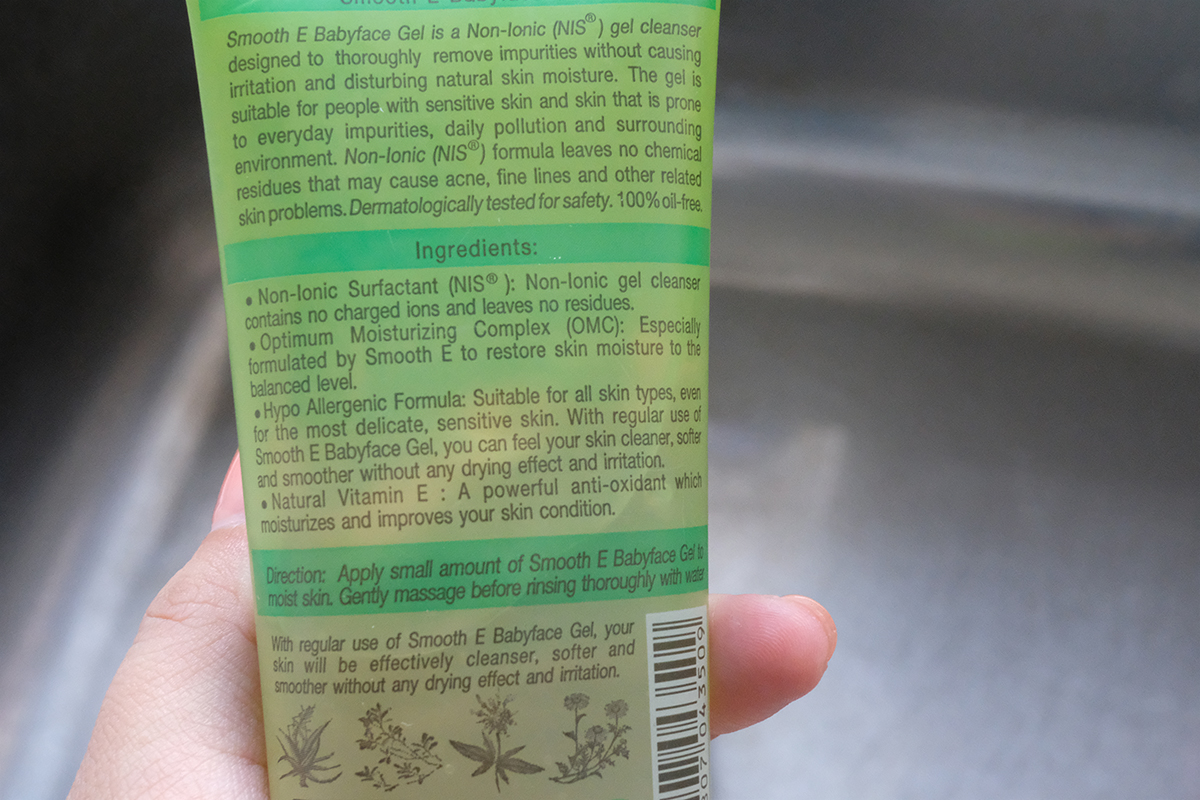 Smooth E Babyface Gel is a Non-Ionic (NIS®) gel cleanser
designed to thoroughly remove impurities without causing
irritation and disturbing natural skin moisture. The gel is
suitable for people with sensitive skin and skin that is prone
to everyday impurities, daily pollution and surrounding
environment. Non-Ionic (NIS®) formula leaves no chemical
residues that may cause acne, fine lines and other related
skin problems. Dermatologically tested for safety. 100% oil-free.
Ingredients:
• Non-Ionic Surfactant (NIS® ): Non-Ionic gel cleanser
contains no charged ions and leaves no residues.
• Optimum Moisturizing Complex (OMC): Especially
formulated by Smooth E to restore skin moisture to the
balanced level.
• Hypo Allergenic Formula: Suitable for all skin types, even
for the most delicate, sensitive skin. With regular use of
Smooth E Babyface Gel, you can feel your skin cleaner, softer
and smoother without any drying effect and irritation.
• Natural Vitamin E : A powerful anti-oxidant which
moisturizes and improves your skin condition.
Direction: Apply small amount of Smooth E Babyface Gel to
moist skin. Gently massage before rinsing thoroughly with water
With regular use of Smooth E Babyface Gel, your
skin will be effectively cleanser, softer and
smoother without any drying effect and irritation.
307043509